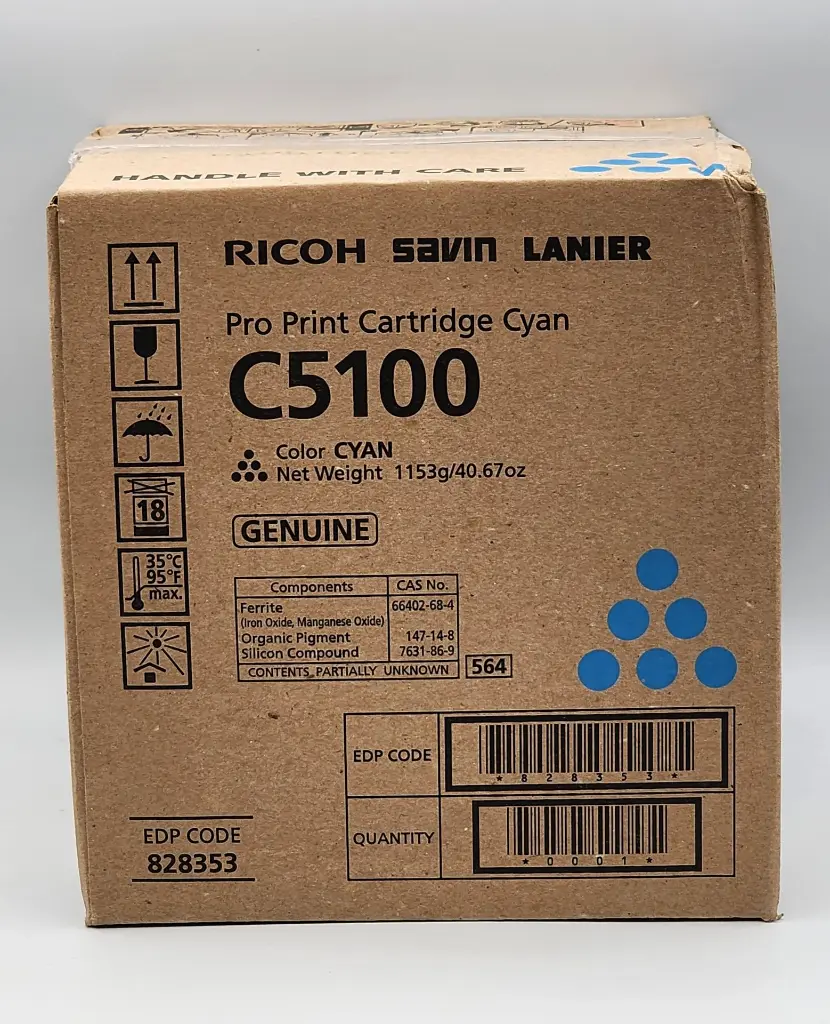 HANDLE WITH CARE
RICOH savin LANIER
Pro Print Cartridge Cyan
C5100
Color CYAN
Net Weight 1153g/40.67oz
18
GENUINE
35°C
95°F
max.
Components CAS No.
Ferrite 66402-68-4
(Iron Oxide, Manganese Oxide)
Organic Pigment 147-14-8
Silicon Compound 7631-86-9
CONTENTS PARTIALLY UNKNOWN 564
EDP CODE
*828353*
QUANTITY
*0001*
EDP CODE
828353